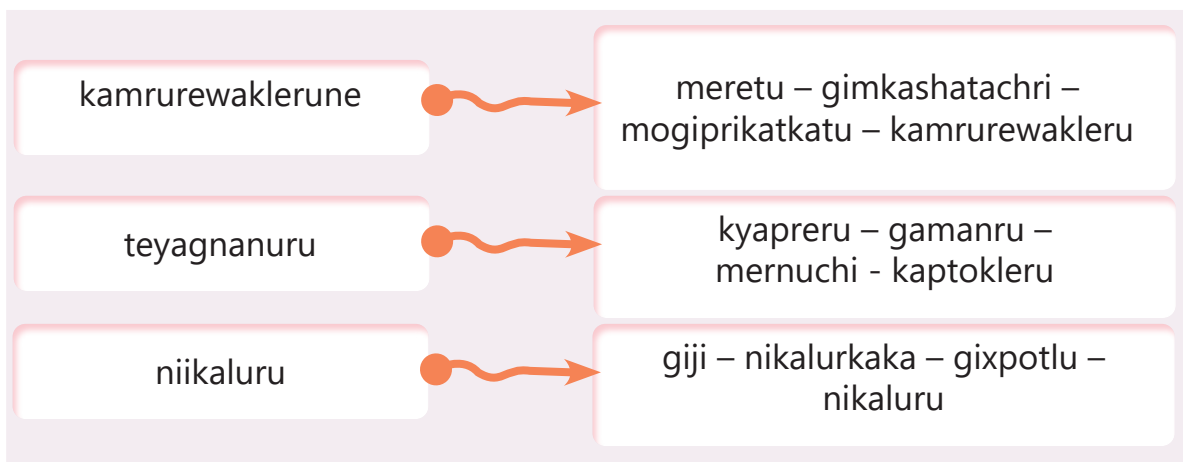 kamrurewaklerune
meretu – gimkashatachri –
mogiprikatkatu – kamrurewakleru
teyagnanuru
kyapreru – gamanru –
mernuchi - kaptokleru
niikaluru
giji – nikalurkaka – gixpotlu –
nikaluru